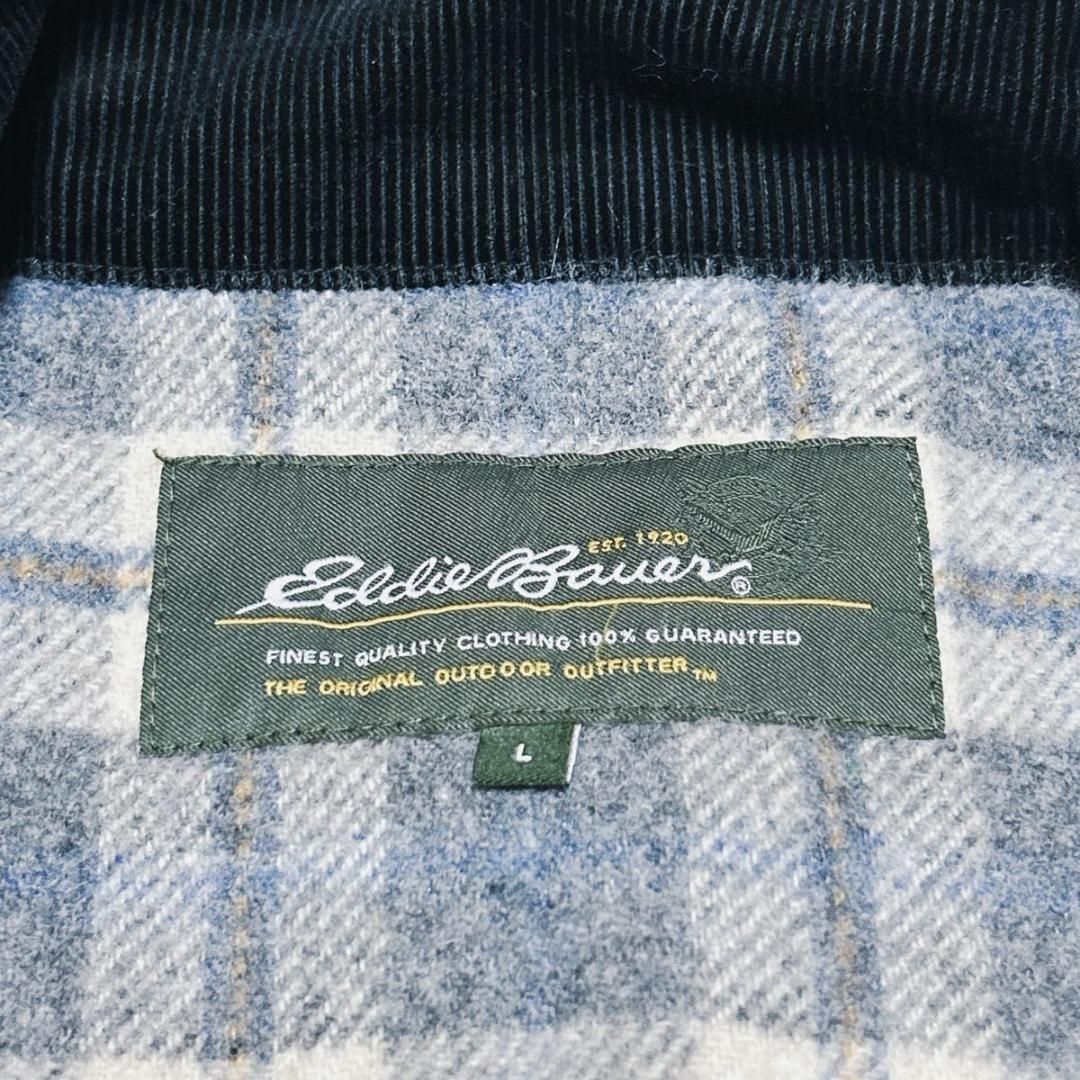 EST. 1920
Eddie Bauer®
FINEST QUALITY CLOTHING 100% GUARANTEED
THE ORIGINAL OUTDOOR OUTFITTER™
L